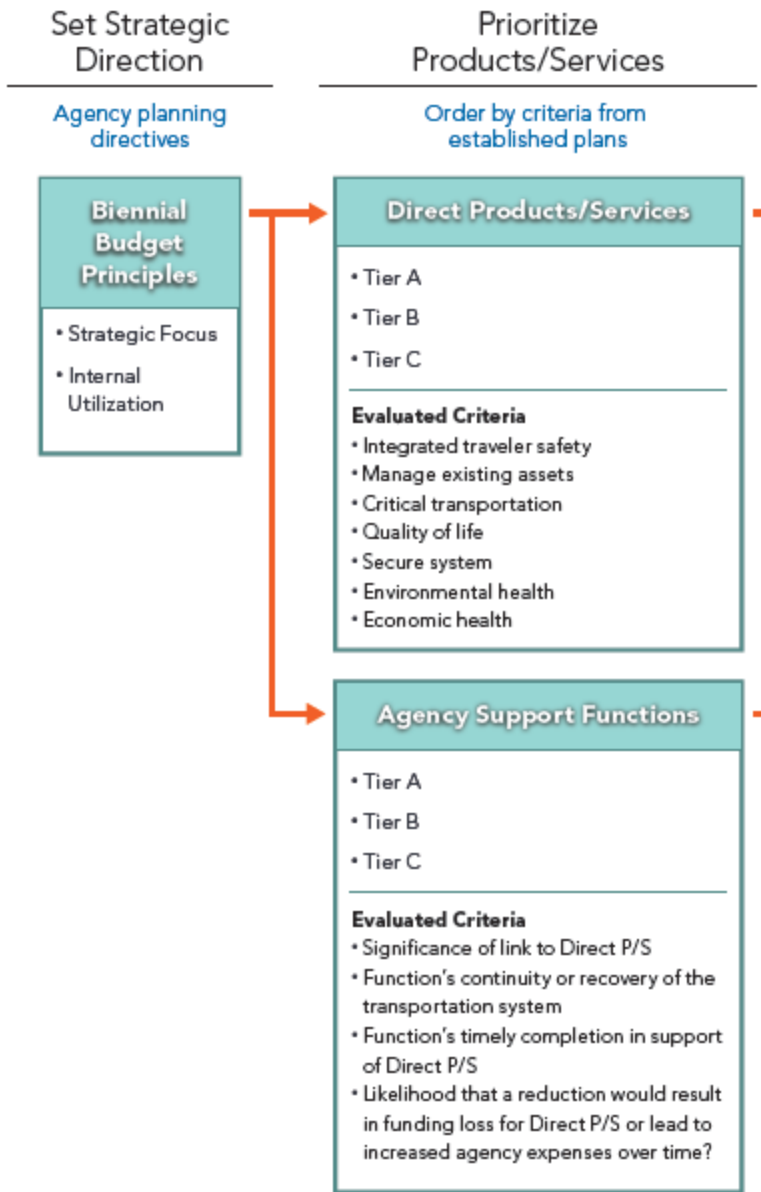 Set Strategic
Direction
Agency planning
directives
Biennial
Budget
Principles
• Strategic Focus
• Internal
Utilization
Prioritize
Products/Services
Order by criteria from
established plans
Direct Products/Services
• Tier A
• Tier B
• Tier C
Evaluated Criteria
• Integrated traveler safety
• Manage existing assets
• Critical transportation
• Quality of life
• Secure system
• Environmental health
• Economic health
Agency Support Functions
• Tier A
• Tier B
• Tier C
Evaluated Criteria
• Significance of link to Direct P/S
• Function's continuity or recovery of the
transportation system
• Function's timely completion in support
of Direct P/S
• Likelihood that a reduction would result
in funding loss for Direct P/S or lead to
increased agency expenses over time?